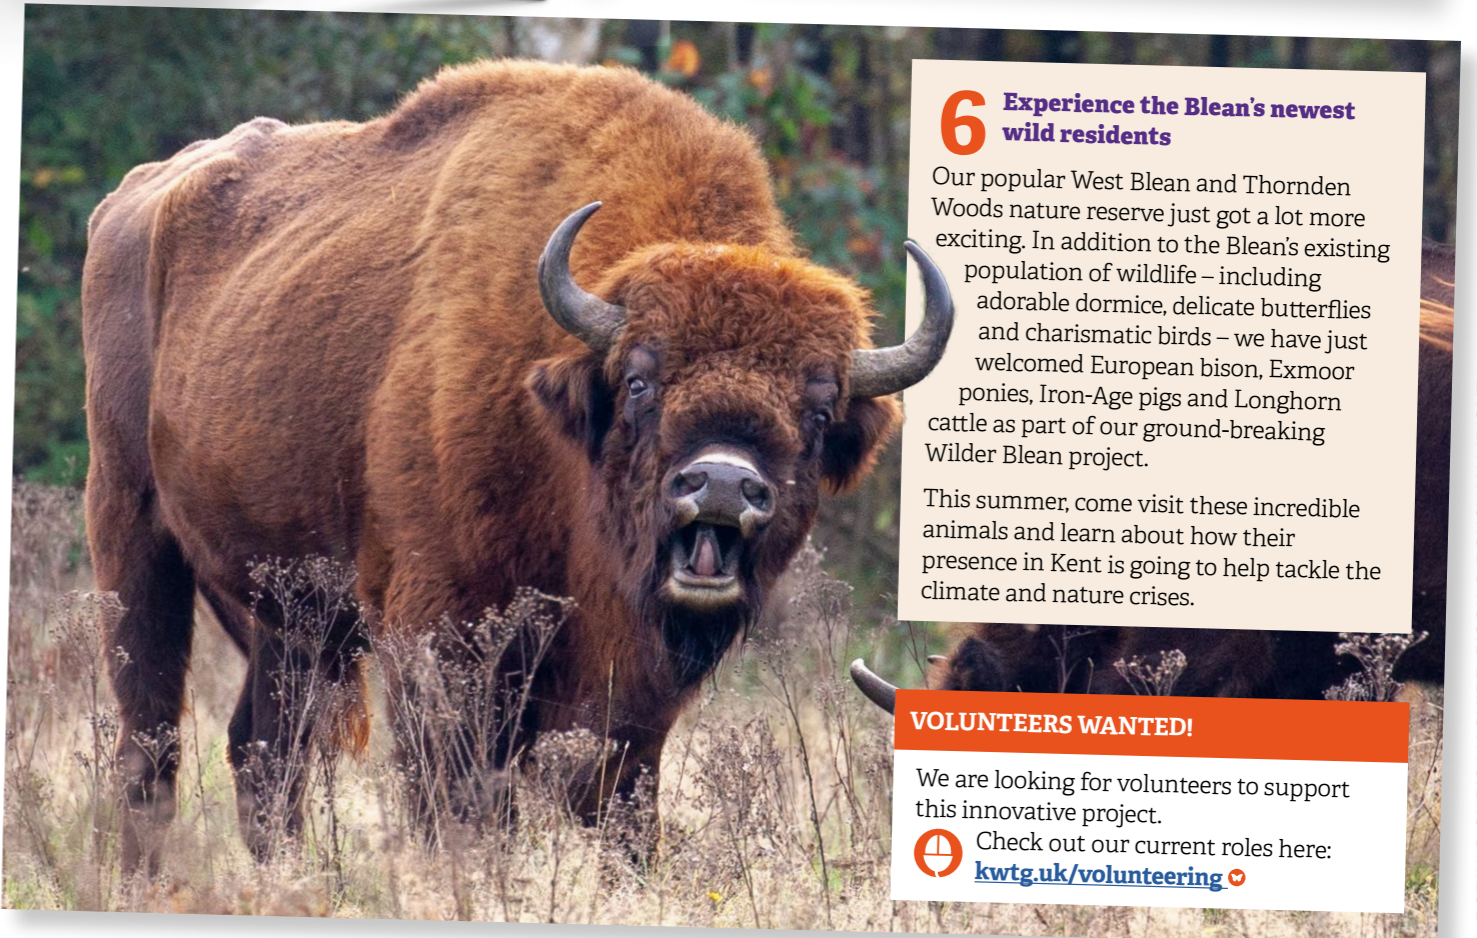 6 Experience the Blean's newest
wild residents
Our popular West Blean and Thornden
Woods nature reserve just got a lot more
exciting. In addition to the Blean's existing
population of wildlife – including
adorable dormice, delicate butterflies
and charismatic birds – we have just
welcomed European bison, Exmoor
ponies, Iron-Age pigs and Longhorn
cattle as part of our ground-breaking
Wilder Blean project.
This summer, come visit these incredible
animals and learn about how their
presence in Kent is going to help tackle the
climate and nature crises.
VOLUNTEERS WANTED!
We are looking for volunteers to support
this innovative project.
Check out our current roles here:
kwtg.uk/volunteering